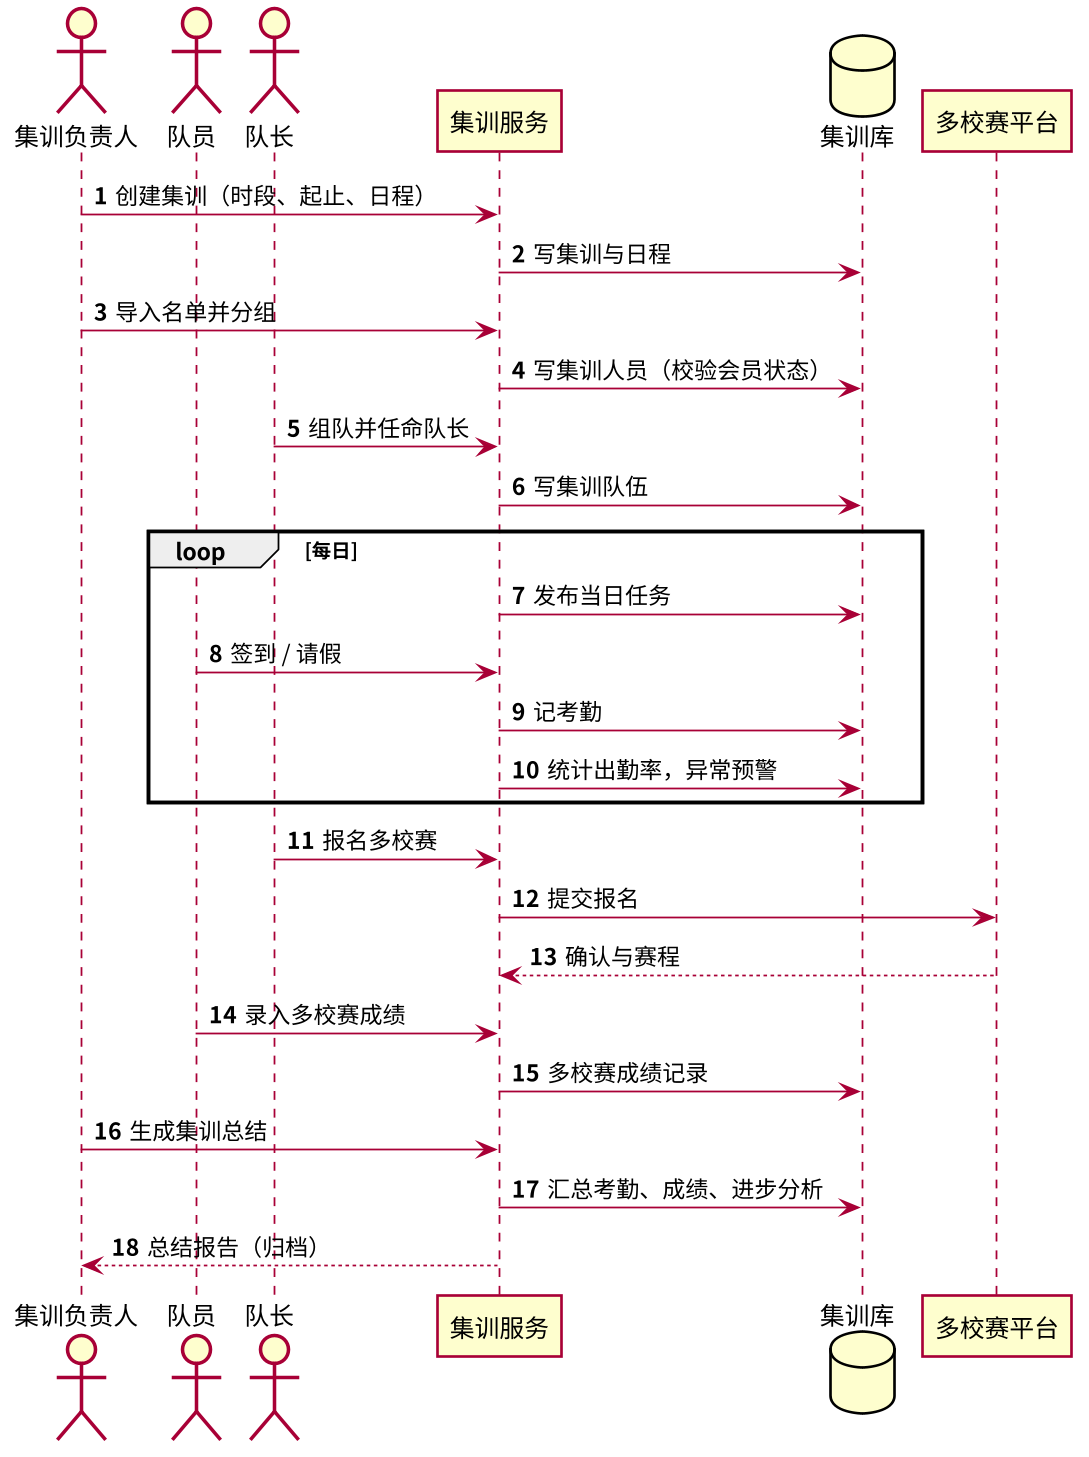 集训负责人 队员 队长 集训服务 集训库 多校赛平台
1 创建集训（时段、起止、日程）
2 写集训与日程
3 导入名单并分组
4 写集训人员（校验会员状态）
5 组队并任命队长
6 写集训队伍
loop [每日]
7 发布当日任务
8 签到 / 请假
9 记考勤
10 统计出勤率，异常预警
11 报名多校赛
12 提交报名
13 确认与赛程
14 录入多校赛成绩
15 多校赛成绩记录
16 生成集训总结
17 汇总考勤、成绩、进步分析
18 总结报告（归档）
集训负责人 队员 队长 集训服务 集训库 多校赛平台